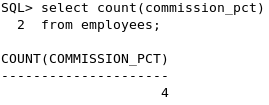 SQL> select count(commission_pct)
  2  from employees;
COUNT(COMMISSION_PCT)
---------------------
                    4